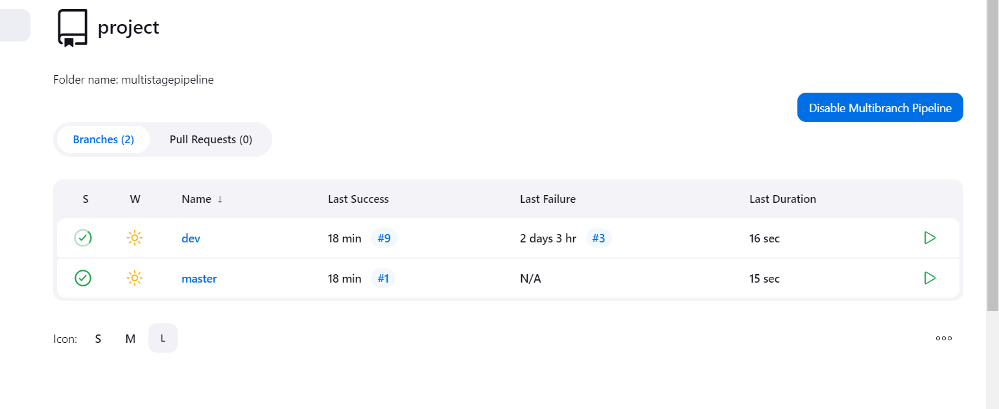 project
Folder name: multistagepipeline
Disable Multibranch Pipeline
Branches (2) Pull Requests (0)
S W Name ↓ Last Success Last Failure Last Duration
dev 18 min #9 2 days 3 hr #3 16 sec
master 18 min #1 N/A 15 sec
Icon: S M L